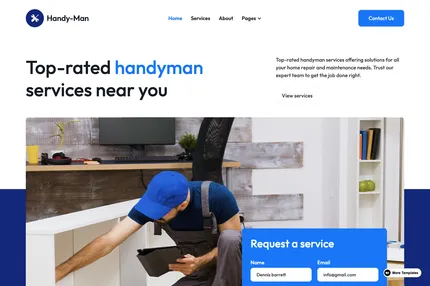 Handy-Man
Home
Services
About
Pages
Contact Us
Top-rated handyman
services near you
Top-rated handyman services offering solutions for all
your home repair and maintenance needs. Trust our
expert team to get the job done right.
View services
Request a service
Name
Email
Dennis barrett
info@gmail.com
More Templates